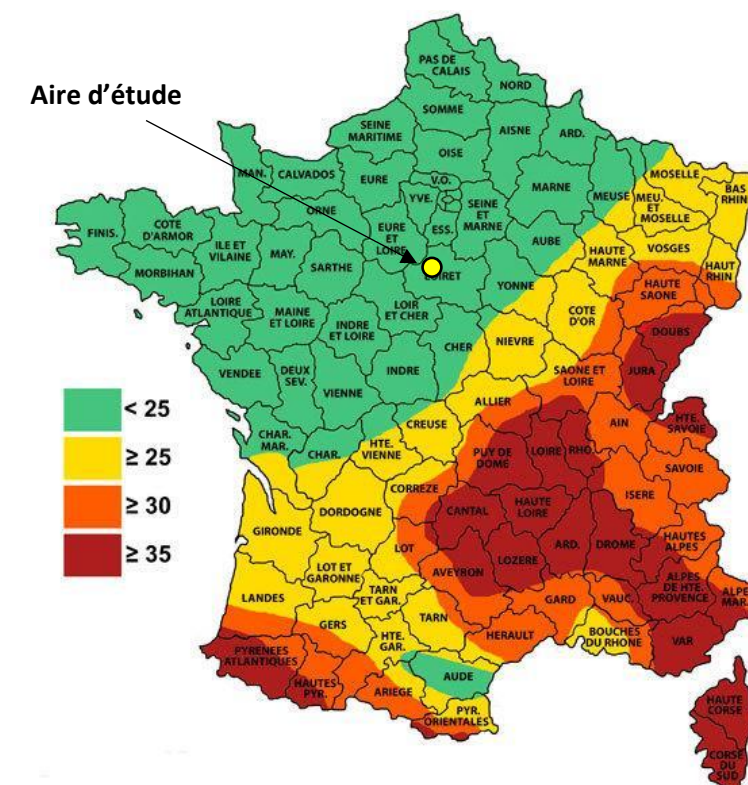 Aire d’étude
PAS DE
CALAIS
NORD
SOMME
SEINE
MARITIME
AISNE
ARD.
OISE
MAN.
CALVADOS
EURE
V.O.
YVE.
SEINE
ET
MARNE
ESS.
MARNE
MEUSE
MOSELLE
MEU.
ET
MOSELLE
BAS
RHIN
ORNE
EURE
ET
LOIRE
FINIS.
COTE
D'ARMOR
ILE ET
VILAINE
MAY.
SARTHE
AUBE
HAUTE
MARNE
VOSGES
HAUT
RHIN
MORBIHAN
LOIRET
YONNE
HAUTE
SAONE
LOIRE
ATLANTIQUE
MAINE
ET LOIRE
INDRE
ET LOIRE
LOIR
ET CHER
COTE
D'OR
DOUBS
CHER
NIEVRE
VENDEE
DEUX
SEV.
VIENNE
INDRE
SAONE ET
LOIRE
JURA
ALLIER
< 25
≥ 25
≥ 30
≥ 35
CHAR.
MAR.
CHAR.
HTE.
VIENNE
CREUSE
PUY DE
DOME
LOIRE
RHO.
AIN
HTE.
SAVOIE
SAVOIE
CORREZE
ISERE
GIRONDE
DORDOGNE
CANTAL
HAUTE
LOIRE
LOT
ARD.
DROME
HAUTES
ALPES
LOT ET
GARONNE
AVEYRON
LOZERE
LANDES
TARN
ET GAR.
TARN
GARD
VAUC.
ALPES
DE HTE.
PROVENCE
ALPE
MAR.
GERS
HTE.
GAR.
HERAULT
BOUCHES
DU RHONE
VAR
PYRENEES
ATLANTIQUES
HAUTES
PYR.
ARIEGE
AUDE
PYR.
ORIENTALES
HAUTE
CORSE
CORSE
DU
SUD